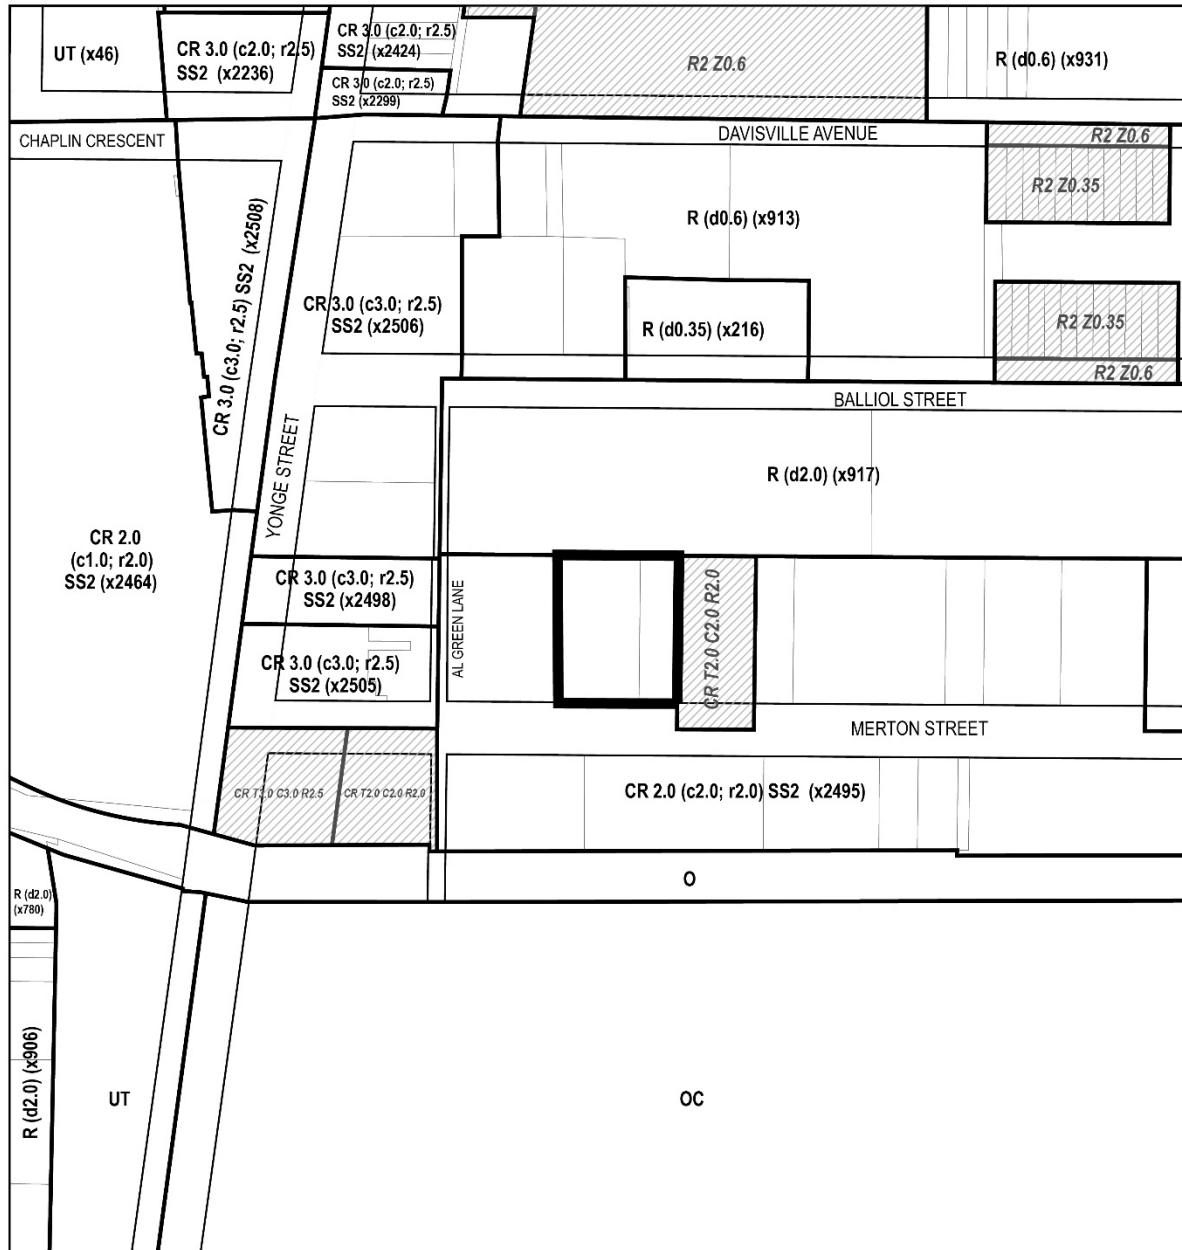 UT (x46)
CR 3.0 (c2.0; r2.5)
SS2 (x2236)
CR 3.0 (c2.0; r2.5)
SS2 (x2424)
CR 3.0 (c2.0; r2.5)
SS2 (x2299)
R2 Z0.6
R (d0.6) (x931)
CHAPLIN CRESCENT
DAVISVILLE AVENUE
R2 Z0.6
R2 Z0.35
R (d0.6) (x913)
CR 3.0 (c3.0; r2.5) SS2 (x2508)
CR 3.0 (c3.0; r2.5)
SS2 (x2506)
R (d0.35) (x216)
R2 Z0.35
R2 Z0.6
BALLIOL STREET
YONGE STREET
R (d2.0) (x917)
CR 2.0
(c1.0; r2.0)
SS2 (x2464)
CR 3.0 (c3.0; r2.5)
SS2 (x2498)
AL GREEN LANE
CR T2.0 C2.0 R2.0
CR 3.0 (c3.0; r2.5)
SS2 (x2505)
MERTON STREET
CR T3.0 C3.0 R2.5
CR T2.0 C2.0 R2.0
CR 2.0 (c2.0; r2.0) SS2 (x2495)
O
R (d2.0)
(x780)
R (d2.0) (x906)
UT
OC